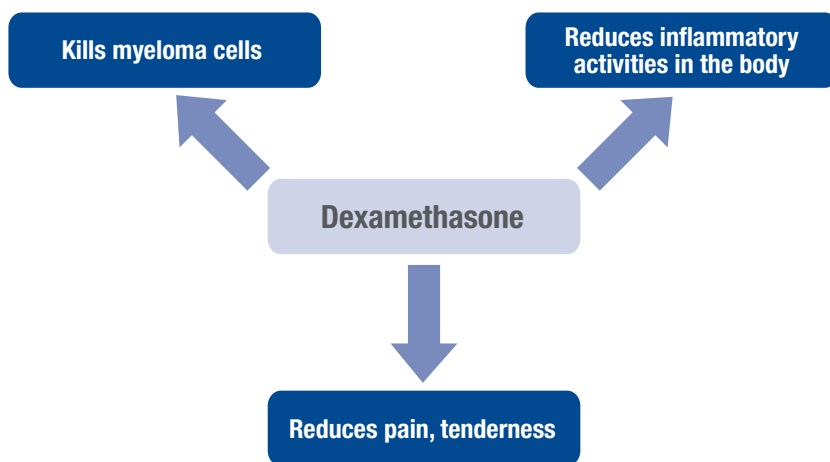 Kills myeloma cells
Reduces inflammatory
activities in the body
Dexamethasone
Reduces pain, tenderness